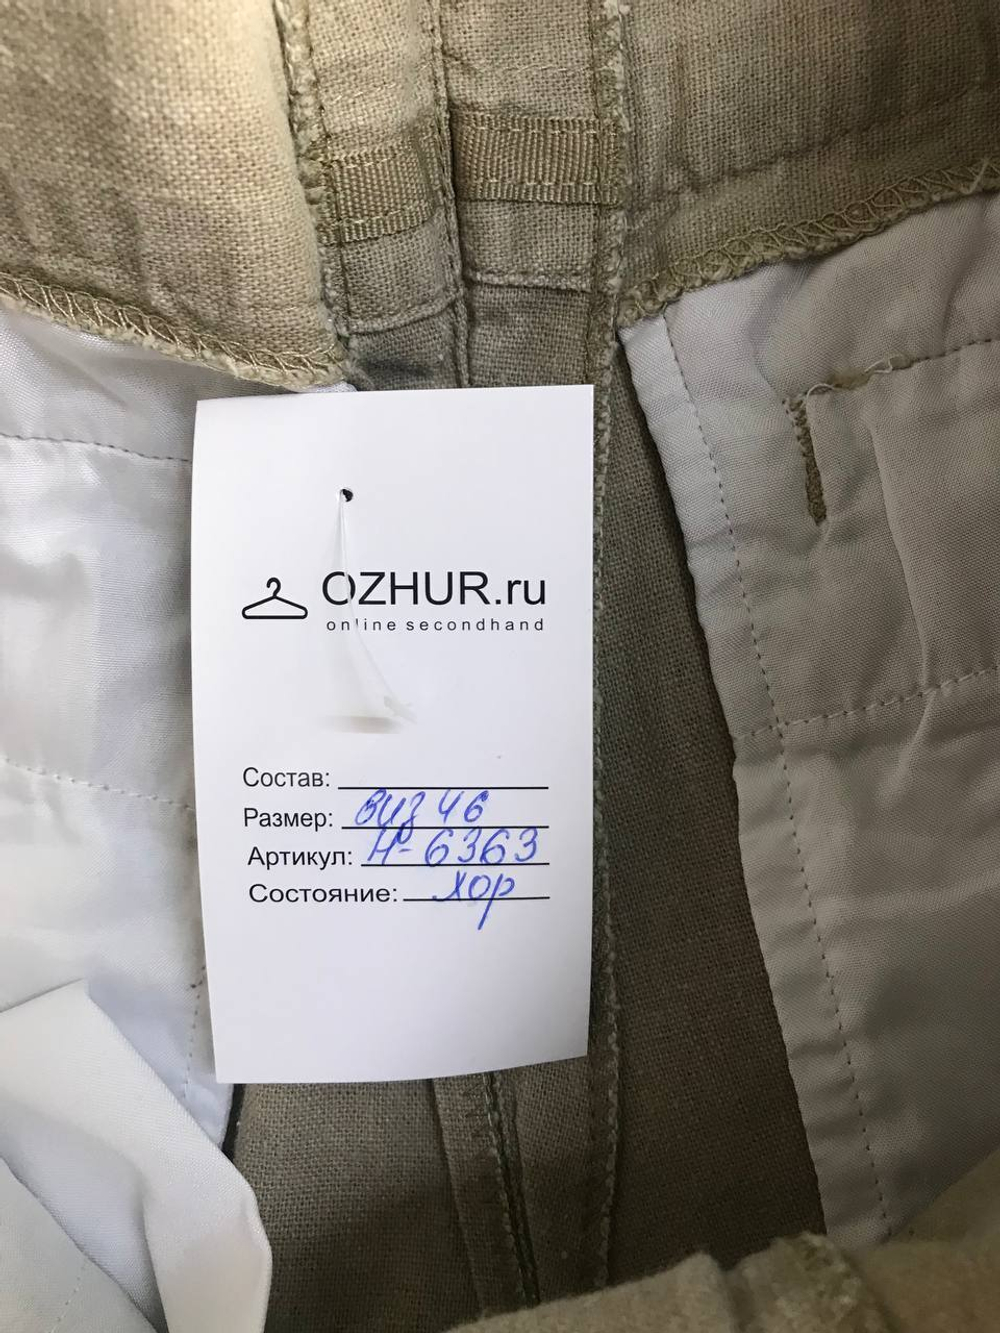 OZHUR.ru
online secondhand
Состав:
Размер: виз 46
Артикул: Н-6363
Состояние: хор